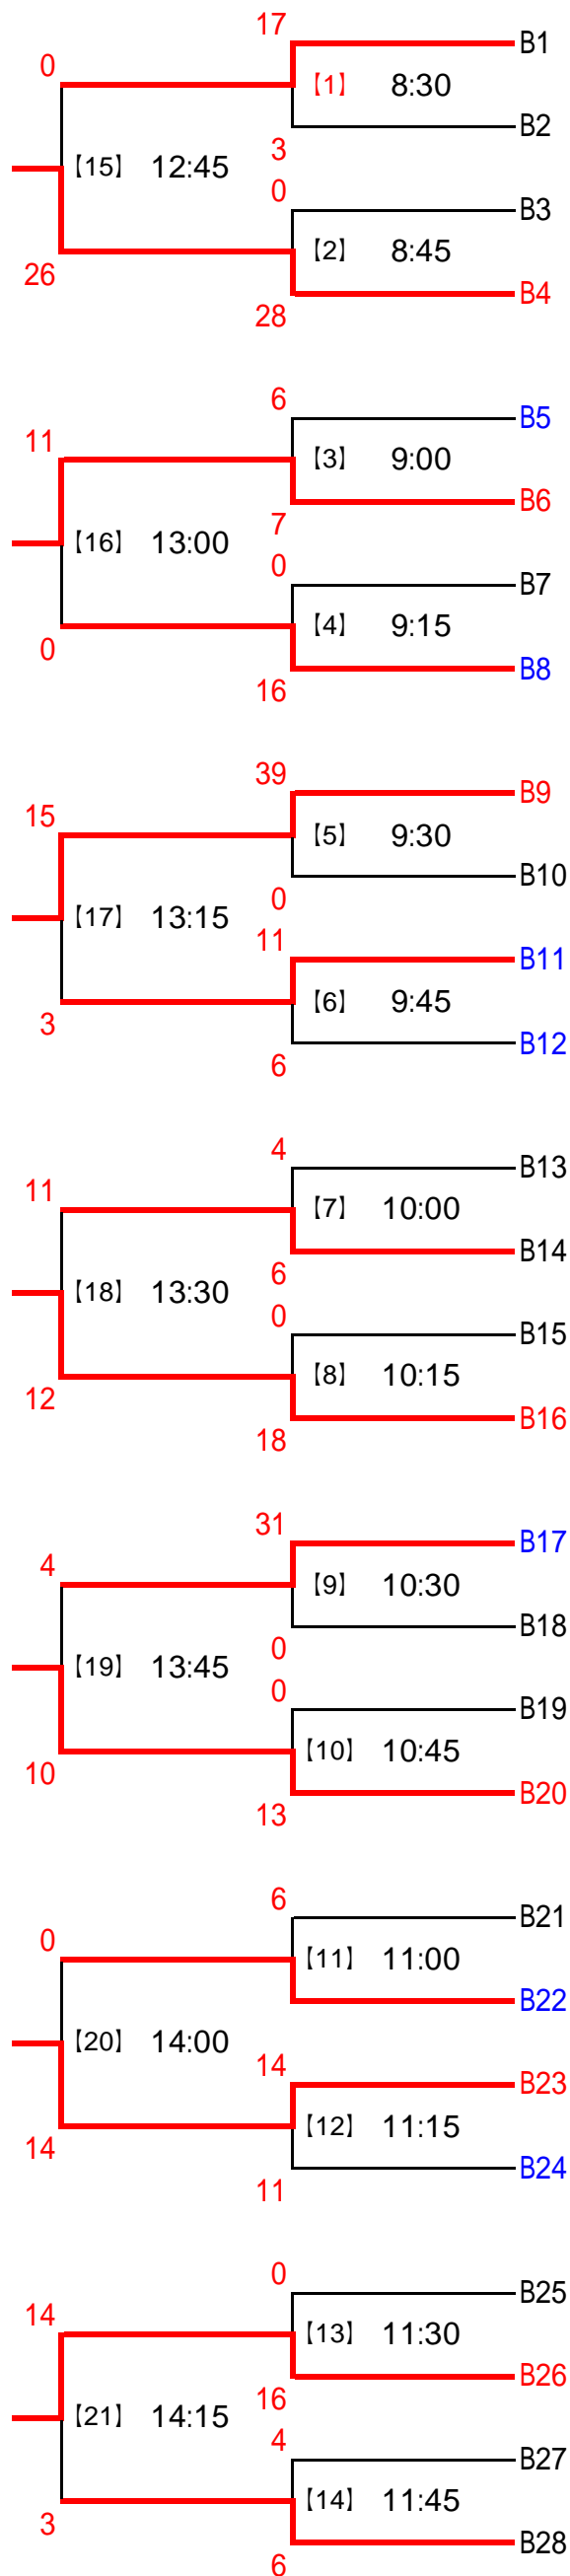 17
B1
0
【1】 8:30
B2
3
【15】 12:45
0
B3
【2】 8:45
26
B4
28
6
B5
11
【3】 9:00
B6
7
【16】 13:00
0
B7
【4】 9:15
0
B8
16
39
B9
15
【5】 9:30
B10
0
【17】 13:15
11
B11
【6】 9:45
3
B12
6
4
B13
11
【7】 10:00
B14
6
【18】 13:30
0
B15
【8】 10:15
12
B16
18
31
B17
4
【9】 10:30
B18
0
【19】 13:45
0
B19
【10】 10:45
10
B20
13
6
B21
0
【11】 11:00
B22
【20】 14:00
14
B23
【12】 11:15
14
B24
11
0
B25
14
【13】 11:30
B26
16
【21】 14:15
4
B27
【14】 11:45
3
B28
6